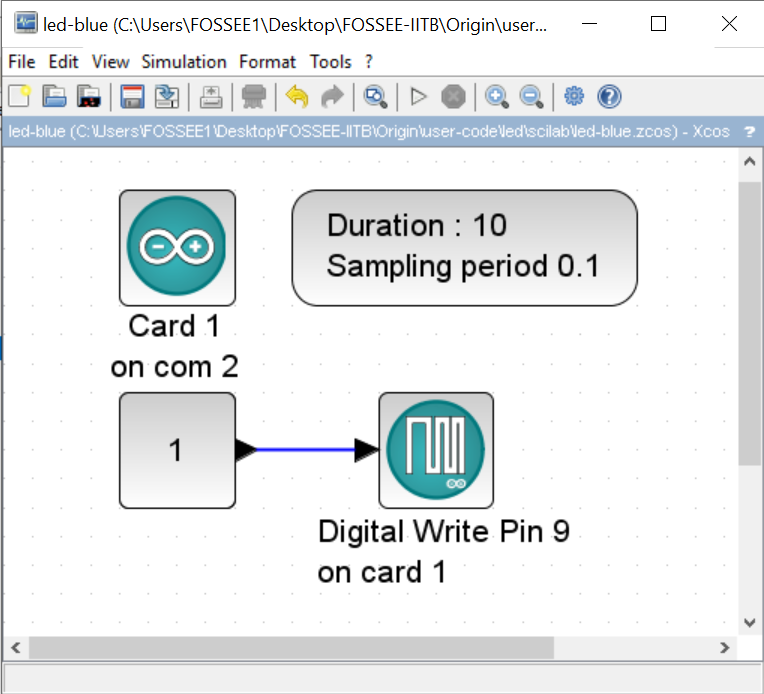 led-blue (C:\Users\FOSSEE1\Desktop\FOSSEE-IITB\Origin\user...
File Edit View Simulation Format Tools ?
led-blue (C:\Users\FOSSEE1\Desktop\FOSSEE-IITB\Origin\user-code\led\scilab\led-blue.zcos) - Xcos ?
Duration : 10
Sampling period 0.1
Card 1
on com 2
1
Digital Write Pin 9
on card 1